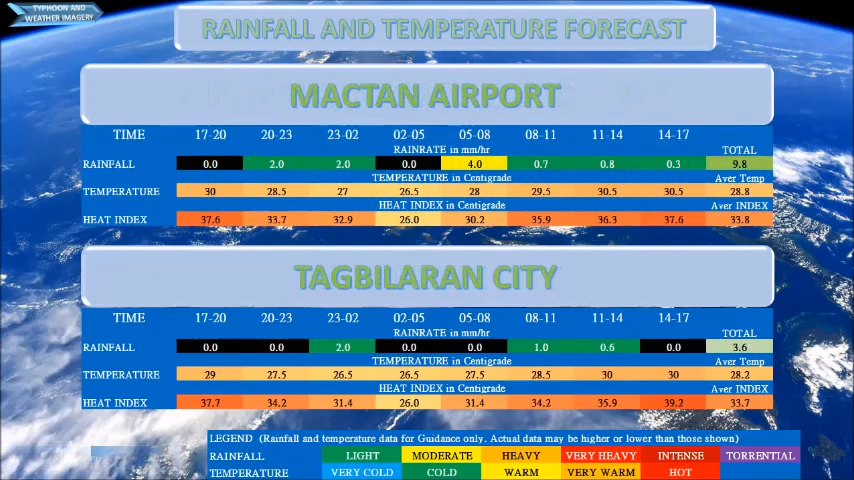 TYPHOON AND
WEATHER IMAGERY
RAINFALL AND TEMPERATURE FORECAST
MACTAN AIRPORT
TIME 17-20 20-23 23-02 02-05 05-08 08-11 11-14 14-17
RAINRATE in mm/hr TOTAL
RAINFALL 0.0 2.0 2.0 0.0 4.0 0.7 0.8 0.3 9.8
TEMPERATURE in Centigrade Aver Temp
TEMPERATURE 30 28.5 27 26.5 28 29.5 30.5 30.5 28.8
HEAT INDEX in Centigrade Aver INDEX
HEAT INDEX 37.6 33.7 32.9 26.0 30.2 35.9 36.3 37.6 33.8
TAGBILARAN CITY
TIME 17-20 20-23 23-02 02-05 05-08 08-11 11-14 14-17
RAINRATE in mm/hr TOTAL
RAINFALL 0.0 0.0 2.0 0.0 0.0 1.0 0.6 0.0 3.6
TEMPERATURE in Centigrade Aver Temp
TEMPERATURE 29 27.5 26.5 26.5 27.5 28.5 30 30 28.2
HEAT INDEX in Centigrade Aver INDEX
HEAT INDEX 37.7 34.2 31.4 26.0 31.4 34.2 35.9 39.2 33.7
LEGEND (Rainfall and temperature data for Guidance only. Actual data may be higher or lower than those shown)
RAINFALL LIGHT MODERATE HEAVY VERY HEAVY INTENSE TORRENTIAL
TEMPERATURE VERY COLD COLD WARM VERY WARM HOT